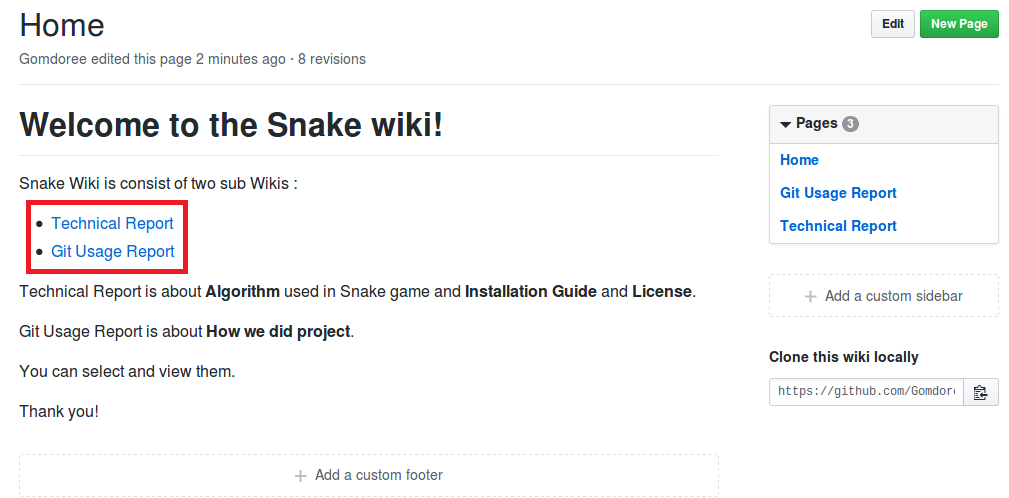 Home
Edit
New Page
Gomdoree edited this page 2 minutes ago · 8 revisions
Welcome to the Snake wiki!
Snake Wiki is consist of two sub Wikis :
• Technical Report
• Git Usage Report
Technical Report is about Algorithm used in Snake game and Installation Guide and License.
Git Usage Report is about How we did project.
You can select and view them.
Thank you!
+ Add a custom footer
Pages 3
Home
Git Usage Report
Technical Report
+ Add a custom sidebar
Clone this wiki locally
https://github.com/Gomdore